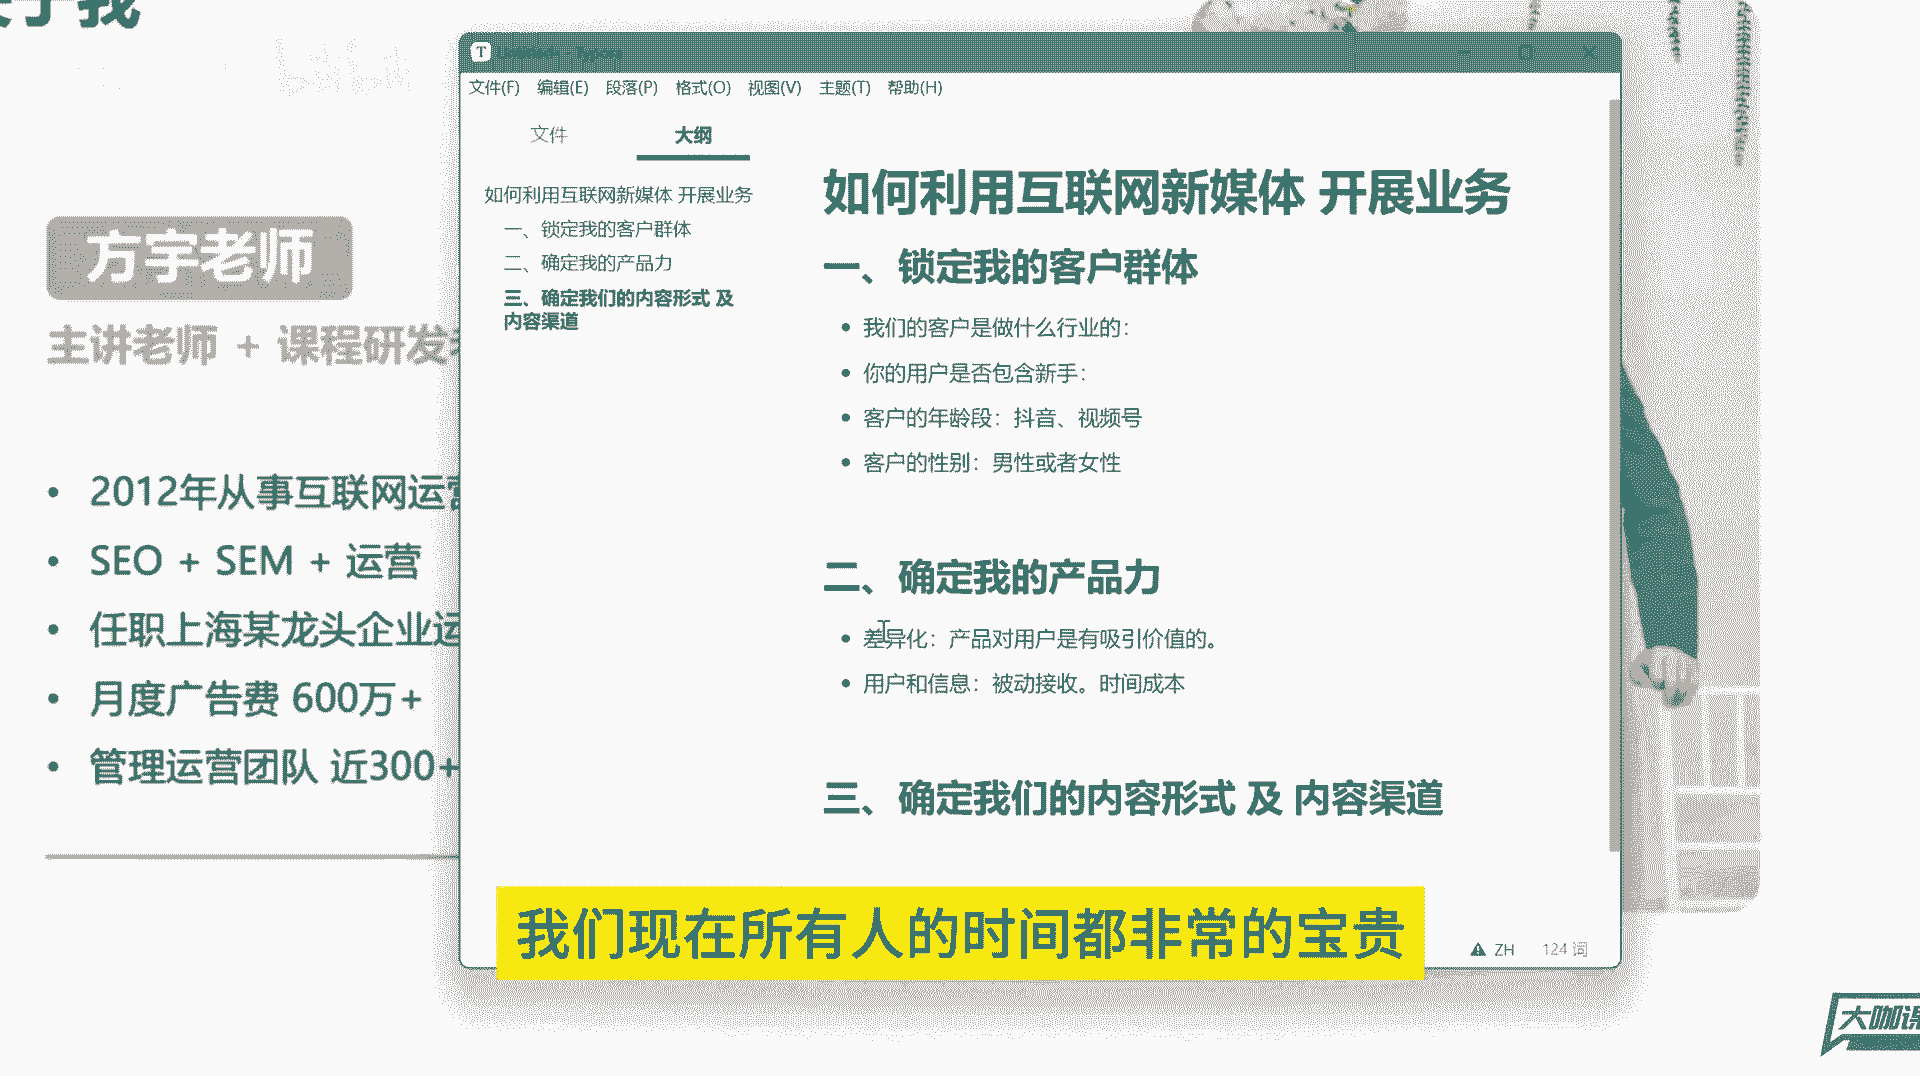 方宇老师
主讲老师 + 课程研发
2012年从事互联网运营
SEO + SEM + 运营
任职上海某龙头企业运
月度广告费 600万+
管理运营团队 近300+
文件(F) 编辑(E) 段落(P) 格式(O) 视图(V) 主题(T) 帮助(H)
文件 大纲
如何利用互联网新媒体 开展业务
一、锁定我的客户群体
二、确定我的产品力
三、确定我们的内容形式 及
内容渠道
如何利用互联网新媒体 开展业务
一、锁定我的客户群体
我们的客户是做什么行业的：
你的用户是否包含新手：
客户的年龄段：抖音、视频号
客户的性别：男性或者女性
二、确定我的产品力
差异化：产品对用户是有吸引价值的。
用户和信息：被动接收。时间成本
三、确定我们的内容形式 及 内容渠道
我们现在所有人的时间都非常的宝贵
ZH 124 词
大咖课